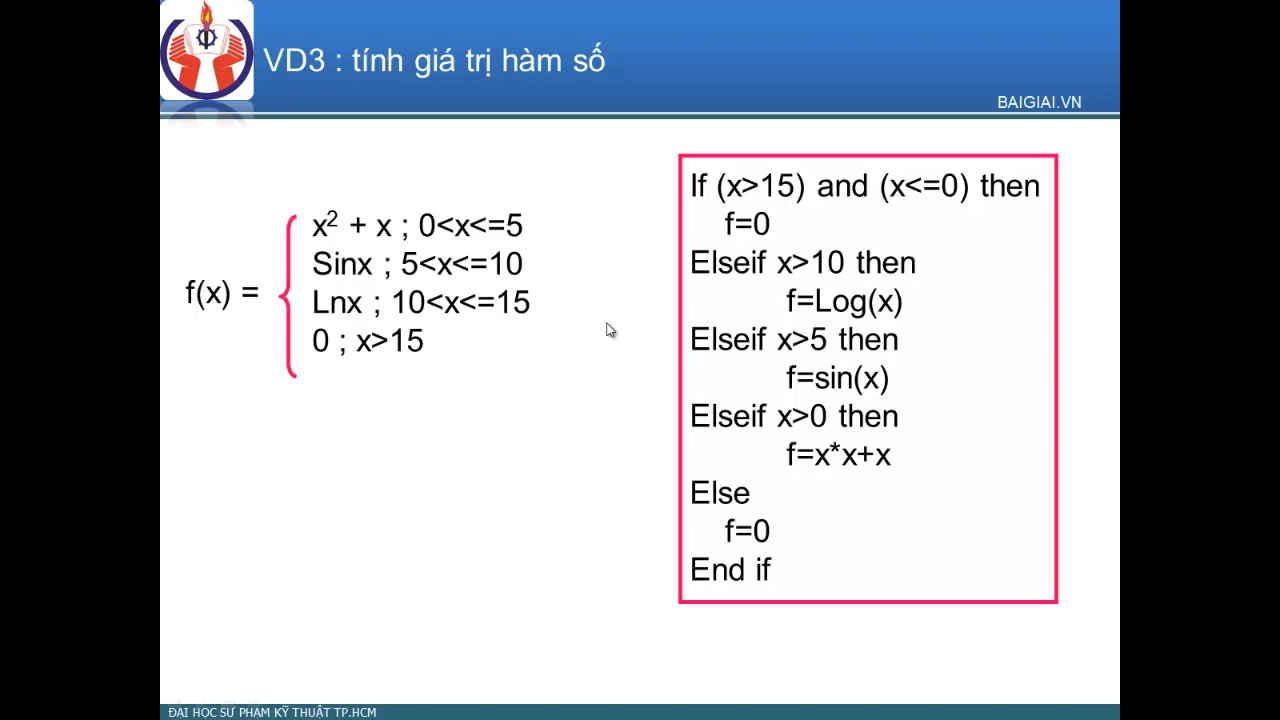 VD3 : tính giá trị hàm số
BAIGIAI.VN
f(x) =
x² + x ; 0<x<=5
Sinx ; 5<x<=10
Lnx ; 10<x<=15
0 ; x>15
If (x>15) and (x<=0) then
f=0
Elseif x>10 then
f=Log(x)
Elseif x>5 then
f=sin(x)
Elseif x>0 then
f=x*x+x
Else
f=0
End if
ĐẠI HỌC SƯ PHẠM KỸ THUẬT TP.HCM